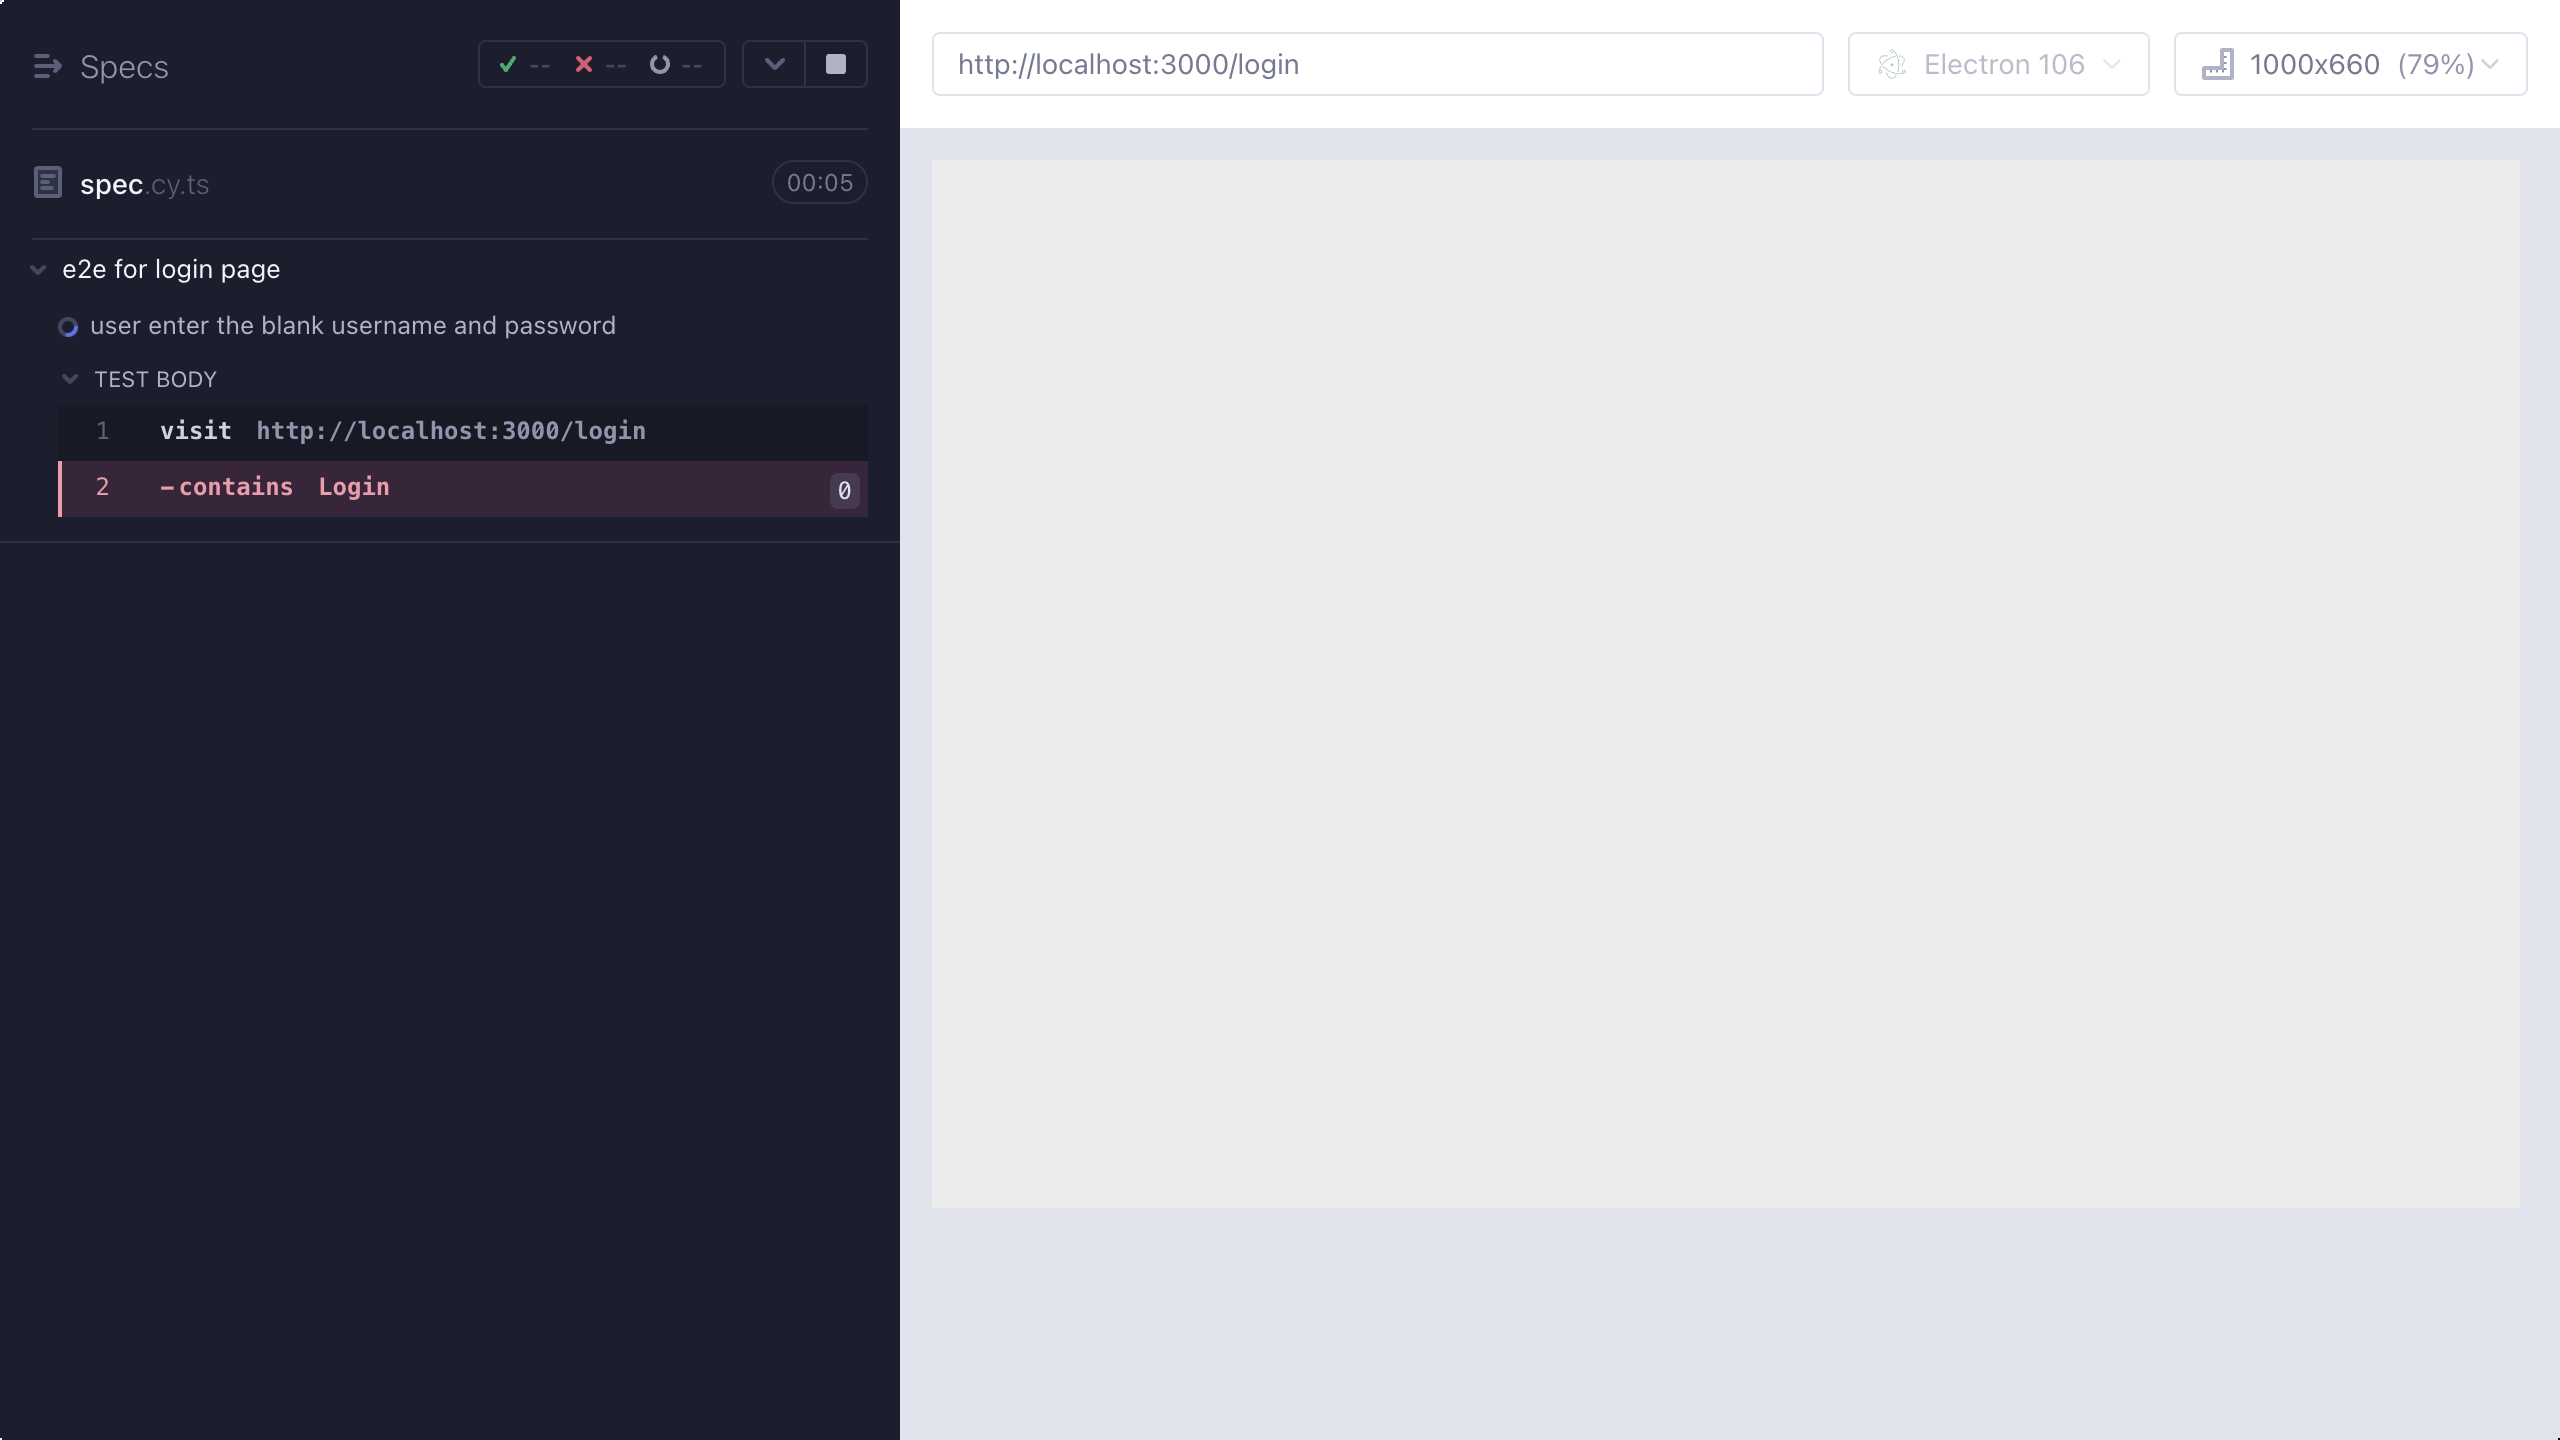 Specs -- -- --
spec.cy.ts 00:05
e2e for login page
user enter the blank username and password
TEST BODY
1 visit http://localhost:3000/login
2 -contains Login 0
http://localhost:3000/login Electron 106 1000x660 (79%)